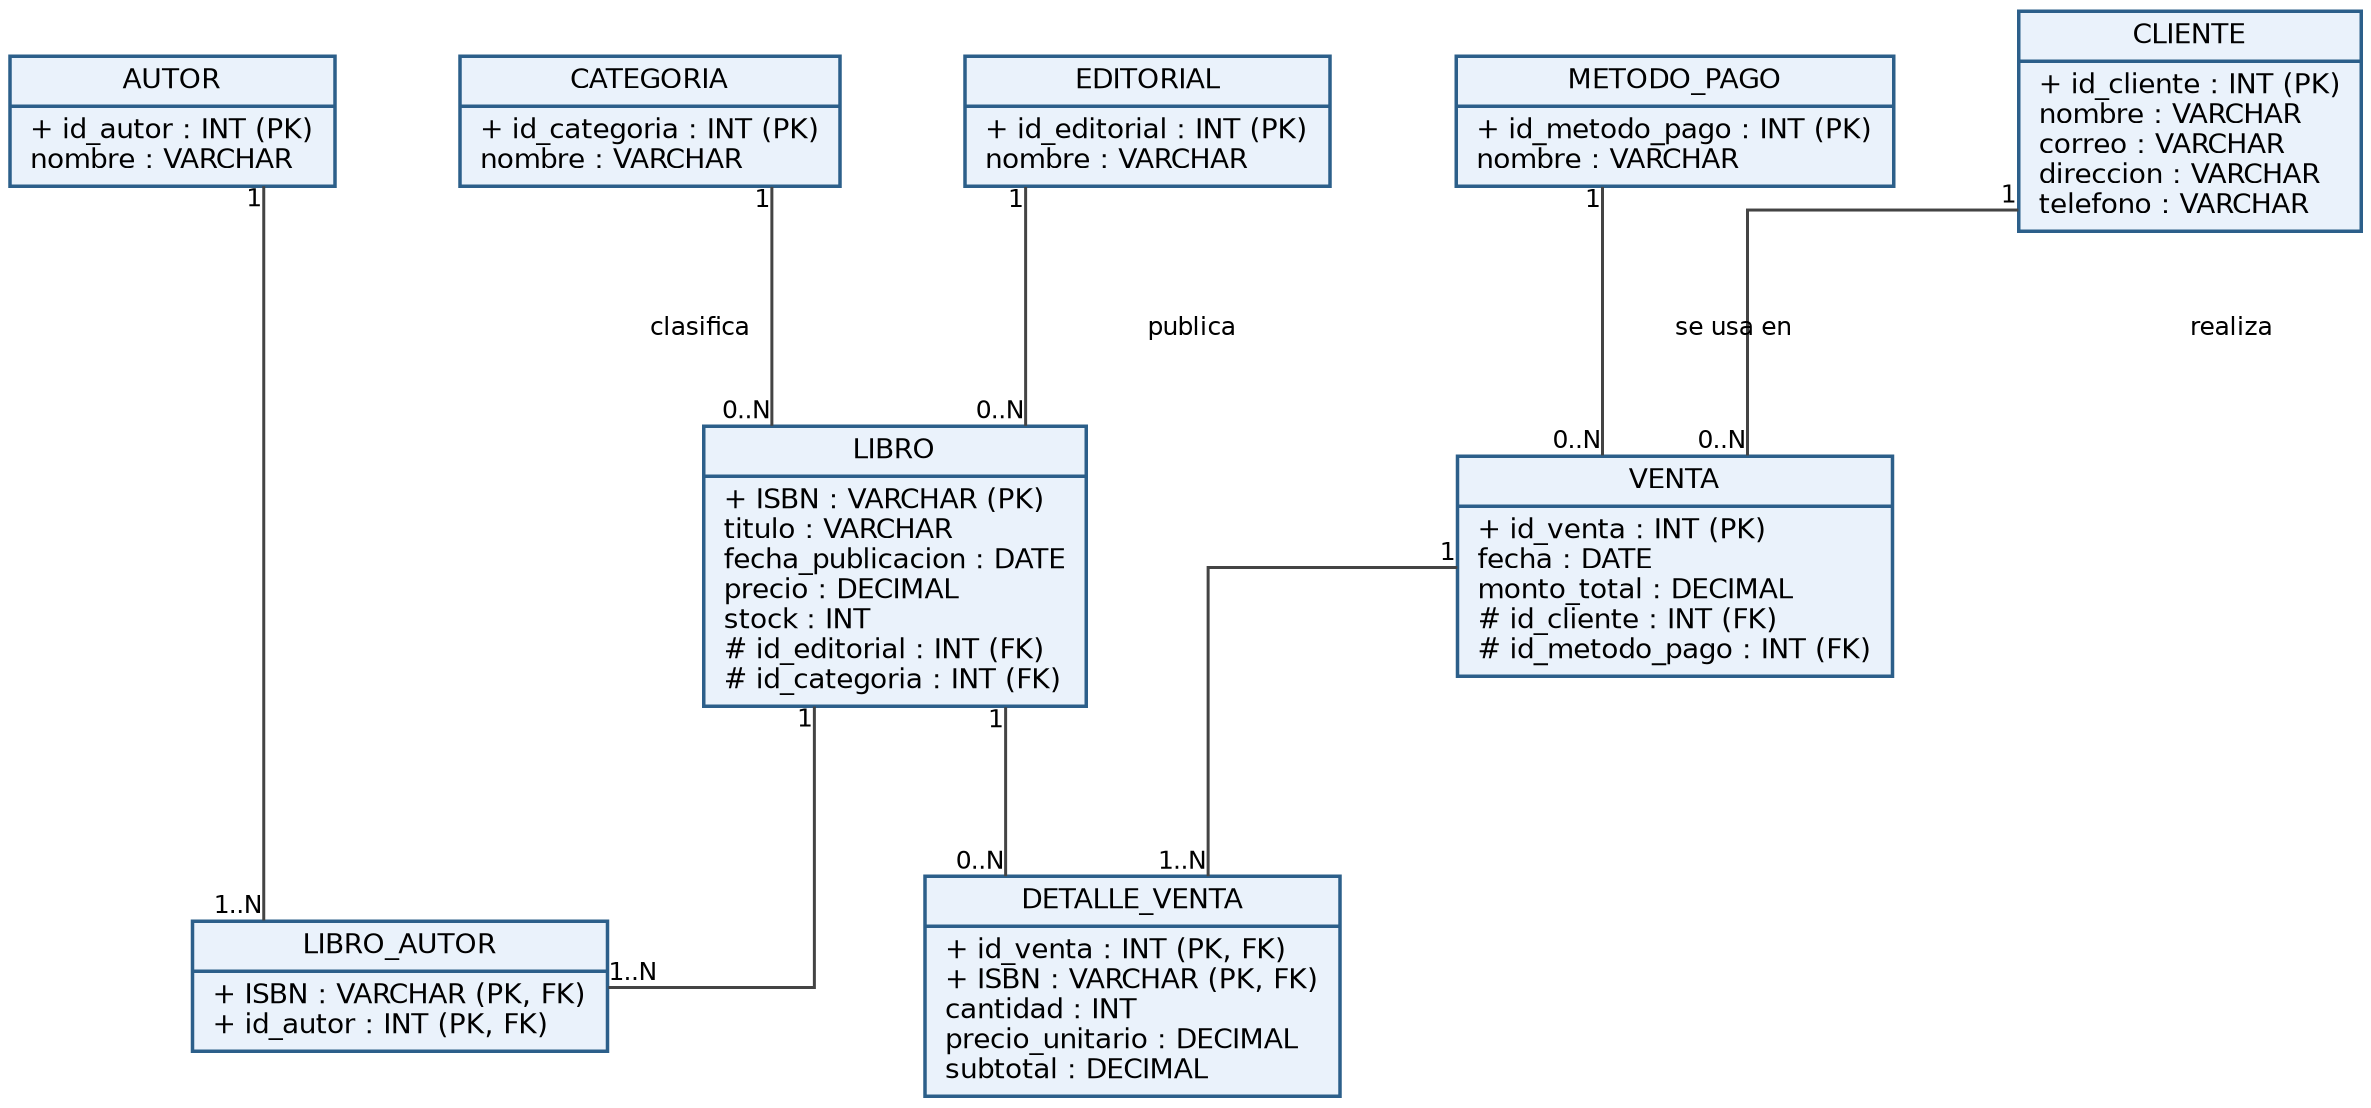 AUTOR
+ id_autor : INT (PK)
nombre : VARCHAR
1
CATEGORIA
+ id_categoria : INT (PK)
nombre : VARCHAR
1
EDITORIAL
+ id_editorial : INT (PK)
nombre : VARCHAR
1
METODO_PAGO
+ id_metodo_pago : INT (PK)
nombre : VARCHAR
1
CLIENTE
+ id_cliente : INT (PK)
nombre : VARCHAR
correo : VARCHAR
direccion : VARCHAR
telefono : VARCHAR
1
clasifica
publica
se usa en
realiza
0..N
0..N
LIBRO
+ ISBN : VARCHAR (PK)
titulo : VARCHAR
fecha_publicacion : DATE
precio : DECIMAL
stock : INT
# id_editorial : INT (FK)
# id_categoria : INT (FK)
1
1
0..N
0..N
VENTA
+ id_venta : INT (PK)
fecha : DATE
monto_total : DECIMAL
# id_cliente : INT (FK)
# id_metodo_pago : INT (FK)
1
1..N
LIBRO_AUTOR
+ ISBN : VARCHAR (PK, FK)
+ id_autor : INT (PK, FK)
1..N
0..N
1..N
DETALLE_VENTA
+ id_venta : INT (PK, FK)
+ ISBN : VARCHAR (PK, FK)
cantidad : INT
precio_unitario : DECIMAL
subtotal : DECIMAL